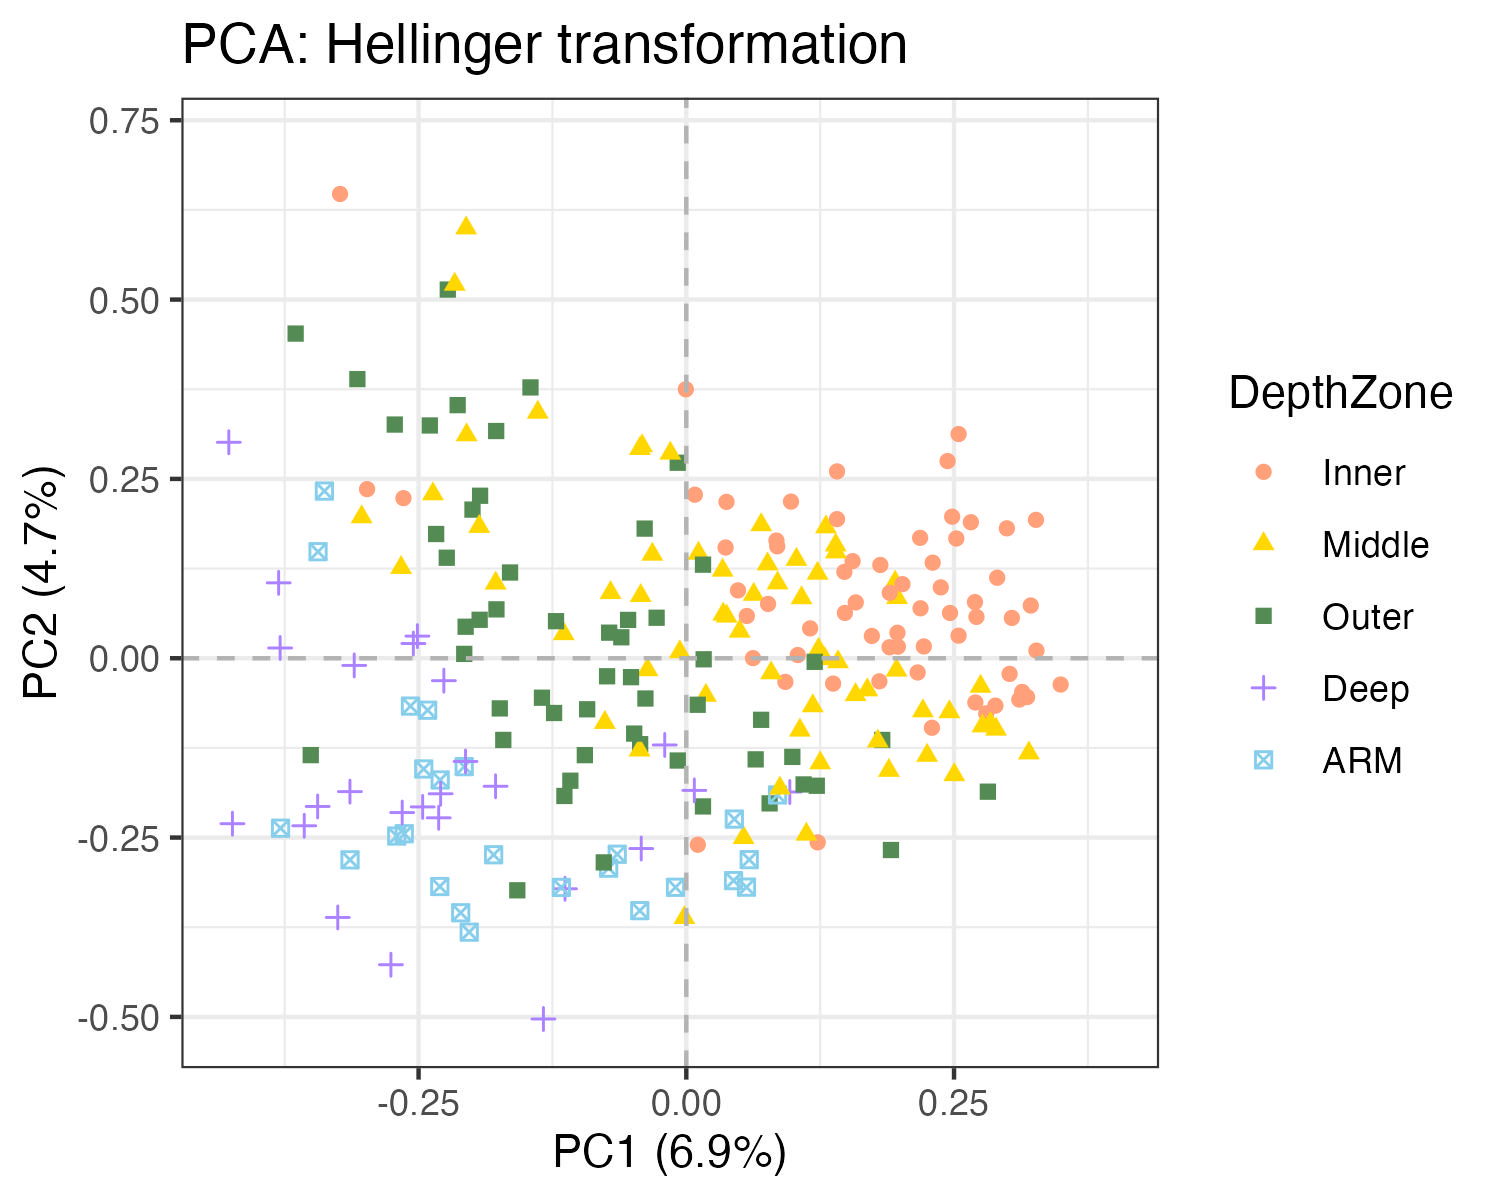 PCA: Hellinger transformation
0.75
0.50
0.25
0.00
-0.25
-0.50
PC2 (4.7%)
-0.25
0.00
0.25
PC1 (6.9%)
DepthZone
Inner
Middle
Outer
Deep
ARM